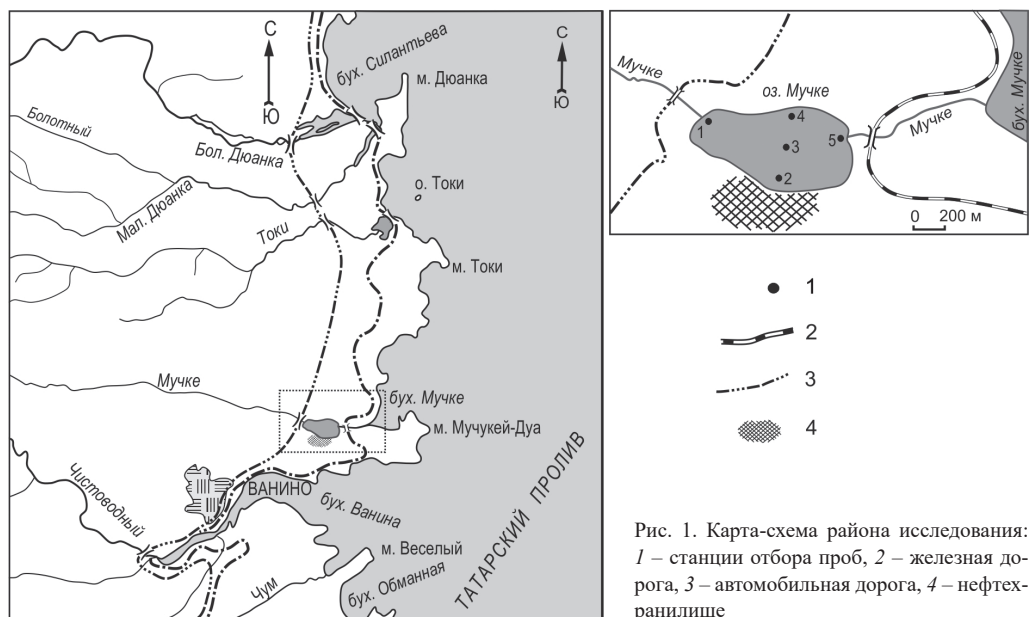 С
Ю
бух. Силантьева
м. Дюанка
Болотный
Бол. Дюанка
о. Токи
Мал. Дюанка
Токи
м. Токи
Мучке
бух. Мучке
м. Мучукей-Дуа
Чистоводный
ВАНИНО
бух. Ванина
м. Веселый
Чум
бух. Обманная
ТАТАРСКИЙ ПРОЛИВ
С
Ю
Мучке
оз. Мучке
бух. Мучке
Мучке
1
4
5
3
2
0 200 м
1
2
3
4
Рис. 1. Карта-схема района исследования:
1 – станции отбора проб, 2 – железная до-
рога, 3 – автомобильная дорога, 4 – нефтех-
ранилище